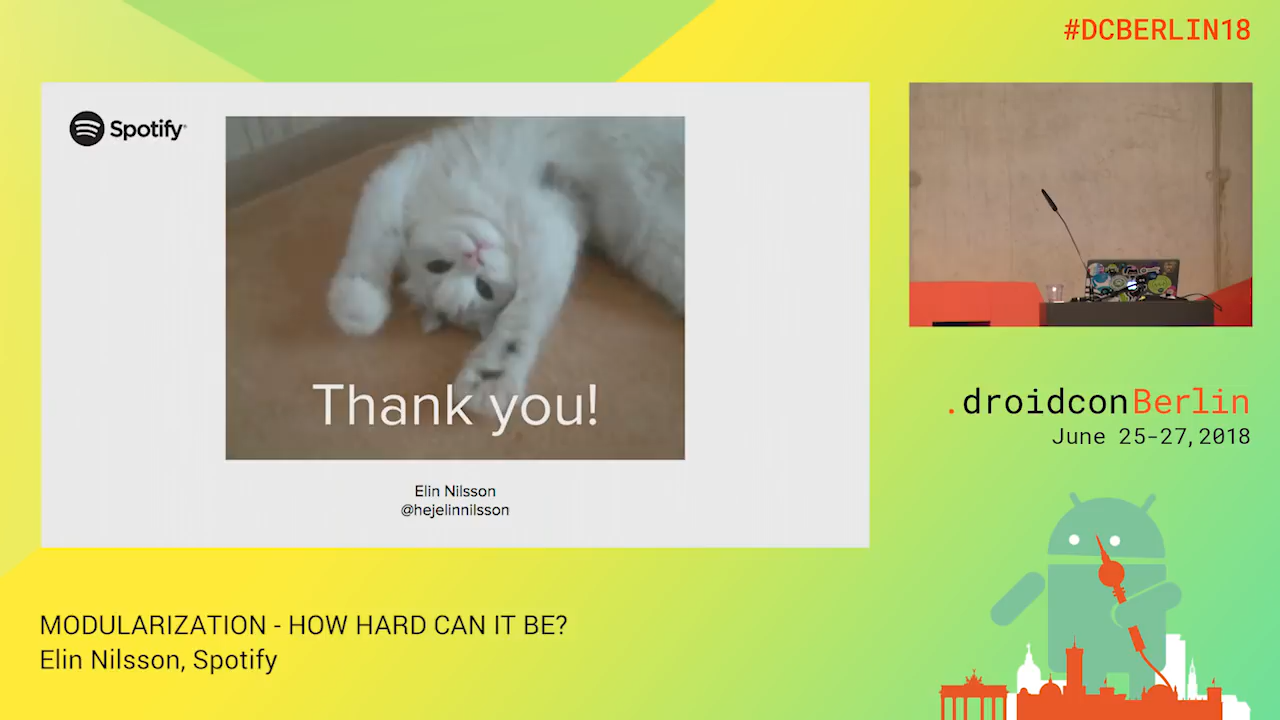 #DCBERLIN18
Spotify
Thank you!
Elin Nilsson
@hejelinnilsson
.droidconBerlin
June 25-27,2018
MODULARIZATION - HOW HARD CAN IT BE?
Elin Nilsson, Spotify